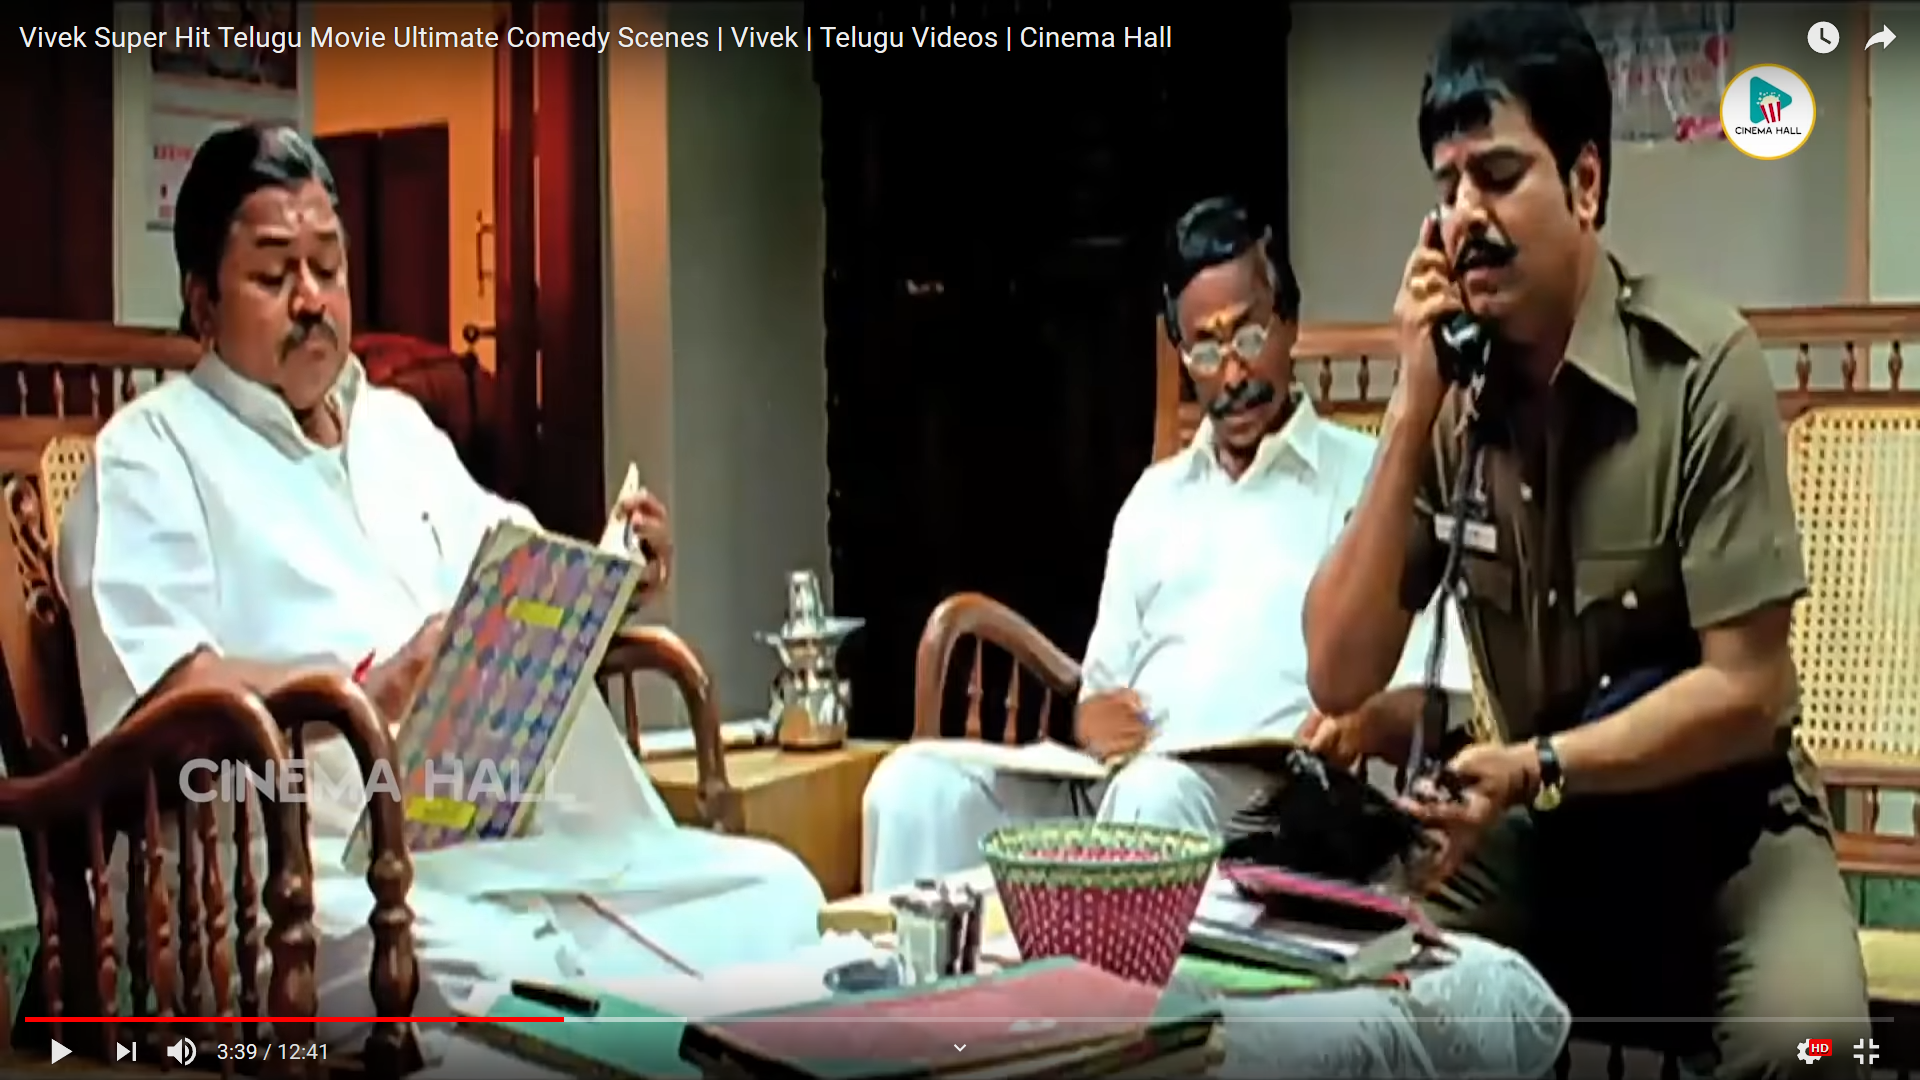 Vivek Super Hit Telugu Movie Ultimate Comedy Scenes | Vivek | Telugu Videos | Cinema Hall
CINEMA HALL
CINEMA HALL
3:39 / 12:41
HD